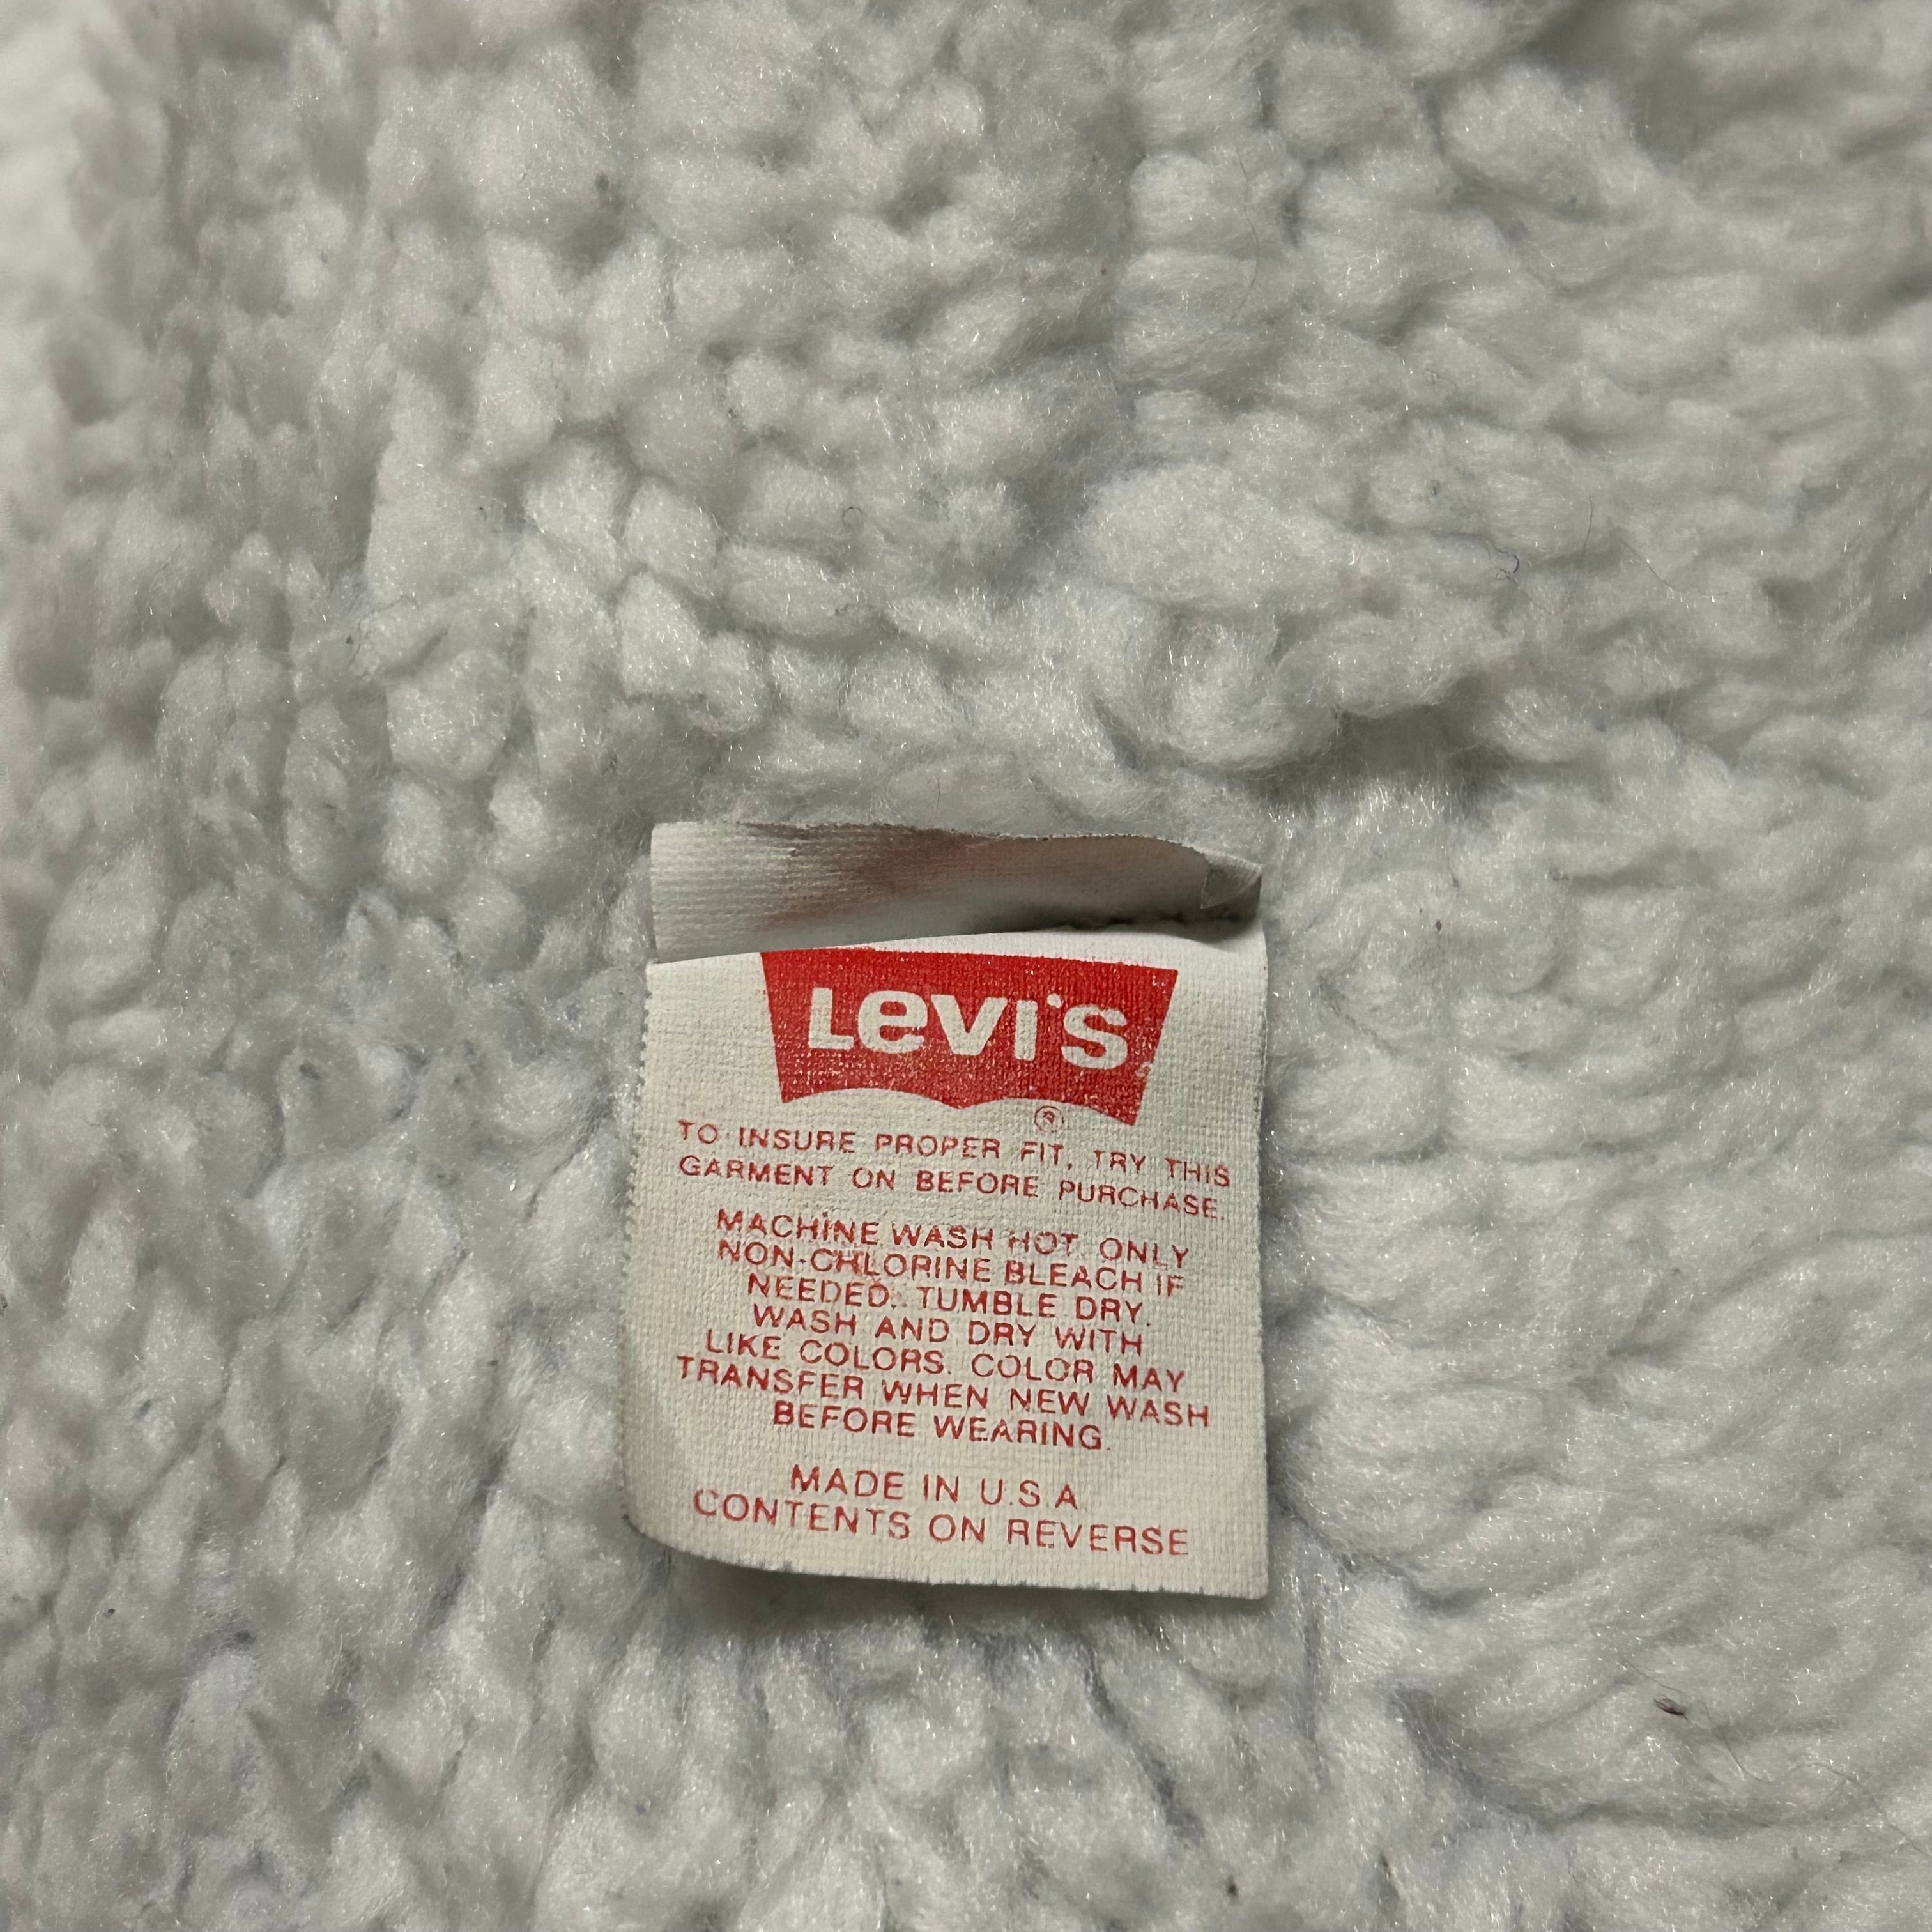 Levi's
®
TO INSURE PROPER FIT, TRY THIS
GARMENT ON BEFORE PURCHASE.
MACHINE WASH HOT. ONLY
NON-CHLORINE BLEACH IF
NEEDED. TUMBLE DRY.
WASH AND DRY WITH
LIKE COLORS. COLOR MAY
TRANSFER WHEN NEW WASH
BEFORE WEARING.
MADE IN U.S A
CONTENTS ON REVERSE